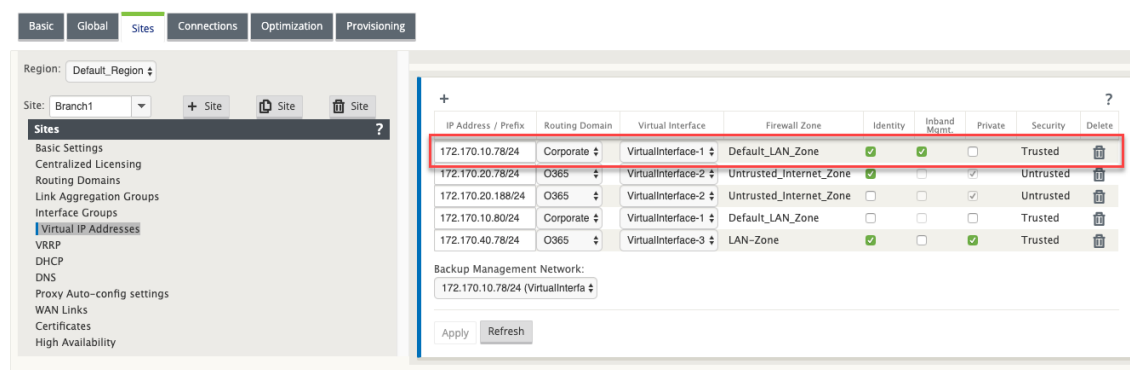 Basic Global Sites Connections Optimization Provisioning
Region: Default_Region
Site: Branch1 + Site Site Site
Sites ?
Basic Settings
Centralized Licensing
Routing Domains
Link Aggregation Groups
Interface Groups
Virtual IP Addresses
VRRP
DHCP
DNS
Proxy Auto-config settings
WAN Links
Certificates
High Availability
+ ?
IP Address / Prefix Routing Domain Virtual Interface Firewall Zone Identity Inband Mgmt. Private Security Delete
172.170.10.78/24 Corporate VirtualInterface-1 Default_LAN_Zone Trusted
172.170.20.78/24 O365 VirtualInterface-2 Untrusted_Internet_Zone Untrusted
172.170.20.188/24 O365 VirtualInterface-2 Untrusted_Internet_Zone Untrusted
172.170.10.80/24 Corporate VirtualInterface-1 Default_LAN_Zone Trusted
172.170.40.78/24 O365 VirtualInterface-3 LAN-Zone Trusted
Backup Management Network:
172.170.10.78/24 (VirtualInterfa
Apply Refresh